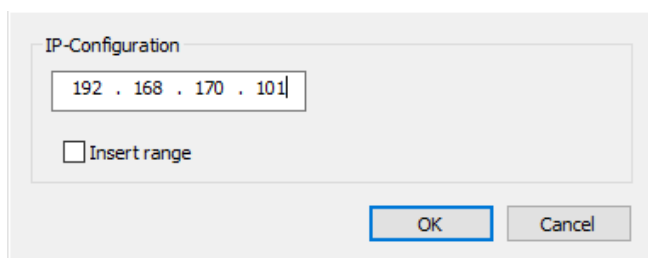 IP-Configuration
192 . 168 . 170 . 101
Insert range
OK Cancel